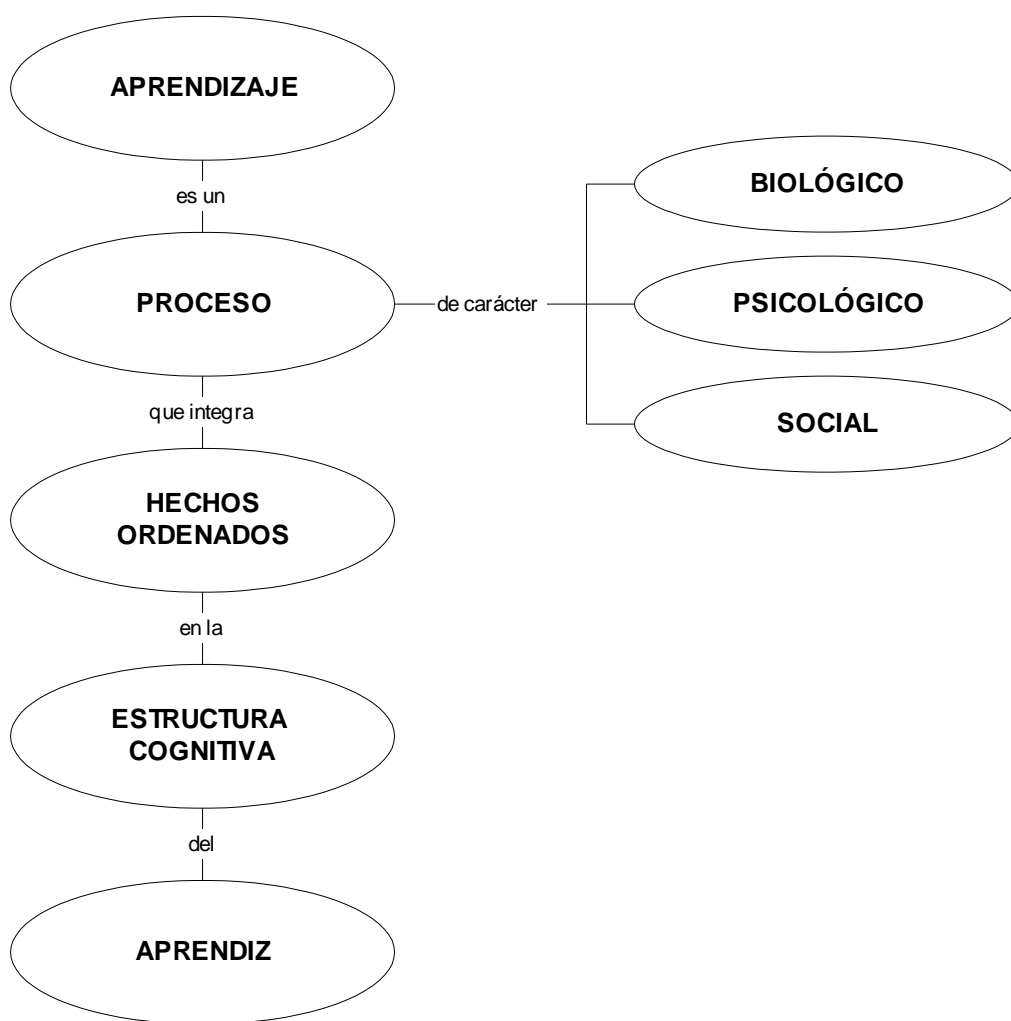 APRENDIZAJE
es un
PROCESO
de carácter
BIOLÓGICO
PSICOLÓGICO
SOCIAL
que integra
HECHOS
ORDENADOS
en la
ESTRUCTURA
COGNITIVA
del
APRENDIZ